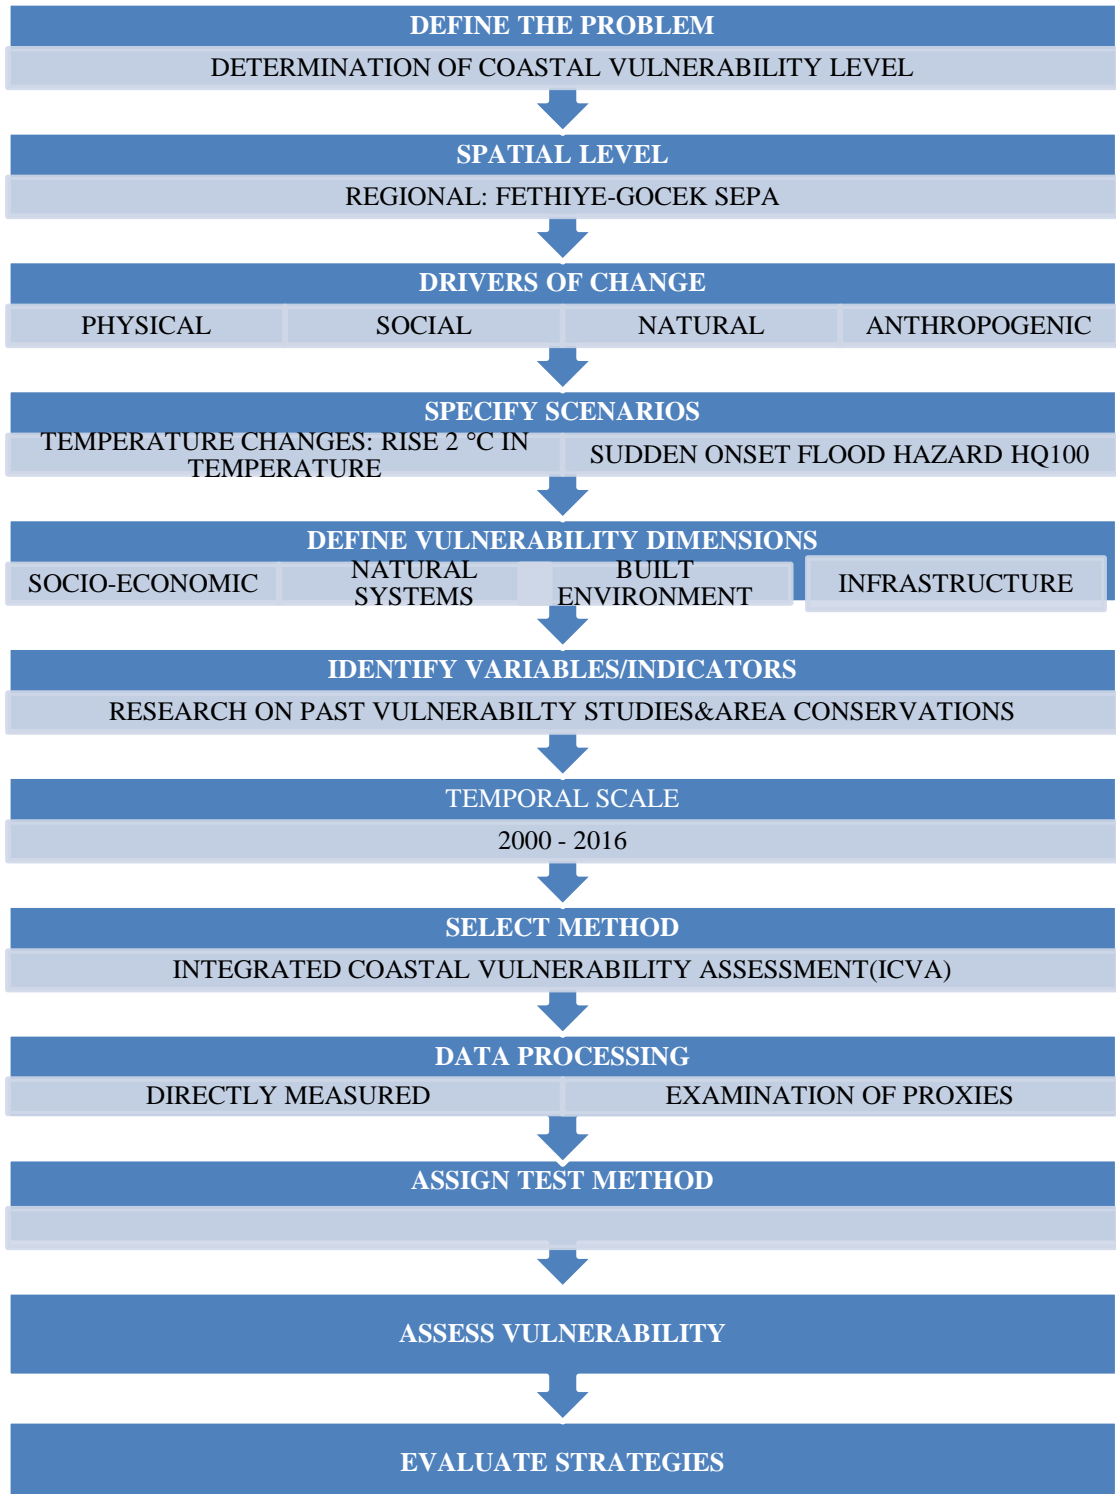 DEFINE THE PROBLEM
DETERMINATION OF COASTAL VULNERABILITY LEVEL
SPATIAL LEVEL
REGIONAL: FETHIYE-GOCEK SEPA
DRIVERS OF CHANGE
PHYSICAL SOCIAL NATURAL ANTHROPOGENIC
SPECIFY SCENARIOS
TEMPERATURE CHANGES: RISE 2 °C IN
TEMPERATURE
SUDDEN ONSET FLOOD HAZARD HQ100
DEFINE VULNERABILITY DIMENSIONS
SOCIO-ECONOMIC
NATURAL
SYSTEMS
BUILT
ENVIRONMENT
INFRASTRUCTURE
IDENTIFY VARIABLES/INDICATORS
RESEARCH ON PAST VULNERABILTY STUDIES&AREA CONSERVATIONS
TEMPORAL SCALE
2000 - 2016
SELECT METHOD
INTEGRATED COASTAL VULNERABILITY ASSESSMENT(ICVA)
DATA PROCESSING
DIRECTLY MEASURED EXAMINATION OF PROXIES
ASSIGN TEST METHOD
ASSESS VULNERABILITY
EVALUATE STRATEGIES